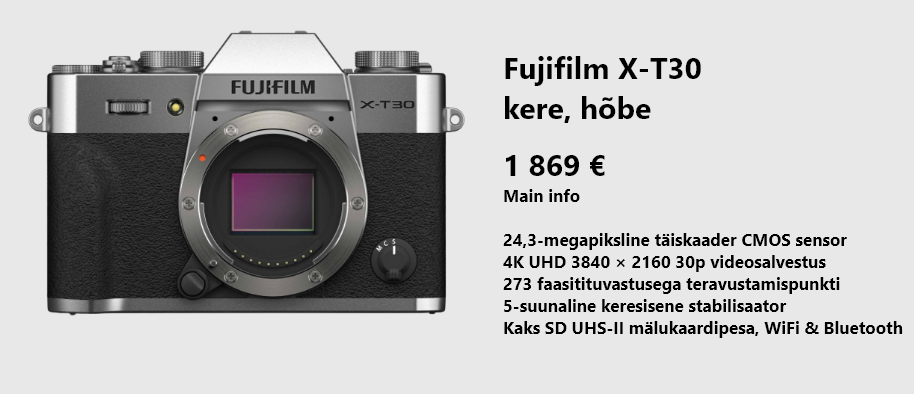 Fujifilm X-T30
kere, hõbe
1 869 €
Main info
24,3-megapiksline täiskaader CMOS sensor
4K UHD 3840 × 2160 30p videosalvestus
273 faasitituvastusega teravustamispunkti
5-suunaline keresisene stabilisaator
Kaks SD UHS-II mälukaardipesa, WiFi & Bluetooth
FUJIFILM
X-T30
M C S